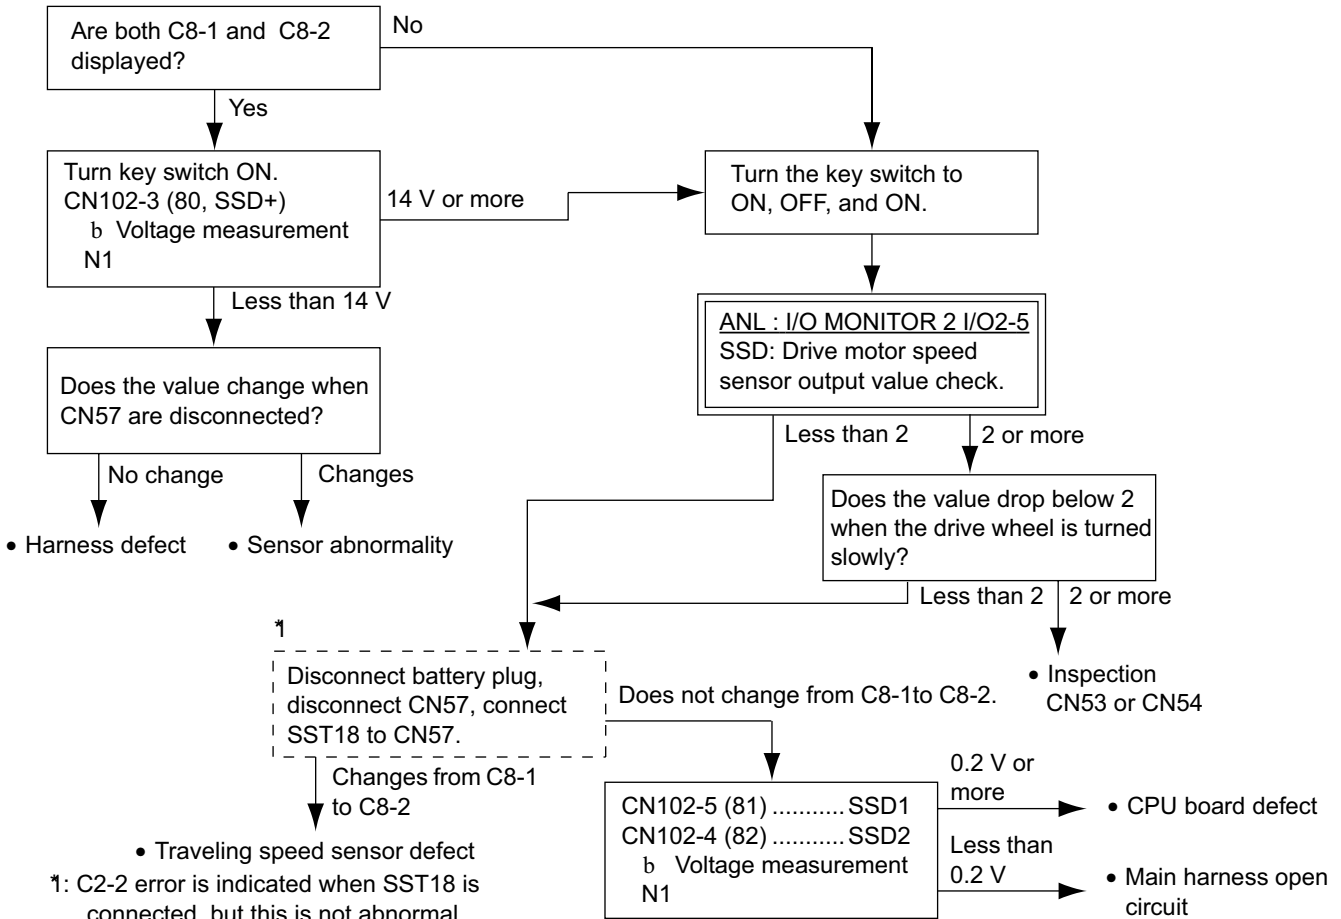 Are both C8-1 and C8-2
displayed?
No
Yes
Turn key switch ON.
CN102-3 (80, SSD+)
b Voltage measurement
N1
14 V or more
Turn the key switch to
ON, OFF, and ON.
Less than 14 V
ANL : I/O MONITOR 2 I/O2-5
SSD: Drive motor speed
sensor output value check.
Does the value change when
CN57 are disconnected?
Less than 2
2 or more
No change
Changes
Does the value drop below 2
when the drive wheel is turned
slowly?
• Harness defect
• Sensor abnormality
Less than 2
2 or more
*1
Disconnect battery plug,
disconnect CN57, connect
SST18 to CN57.
Does not change from C8-1to C8-2.
• Inspection
CN53 or CN54
Changes from C8-1
to C8-2
CN102-5 (81) ........... SSD1
CN102-4 (82) ........... SSD2
b Voltage measurement
N1
0.2 V or
more
• CPU board defect
Less than
0.2 V
• Main harness open
circuit
• Traveling speed sensor defect
*1: C2-2 error is indicated when SST18 is
connected, but this is not abnormal